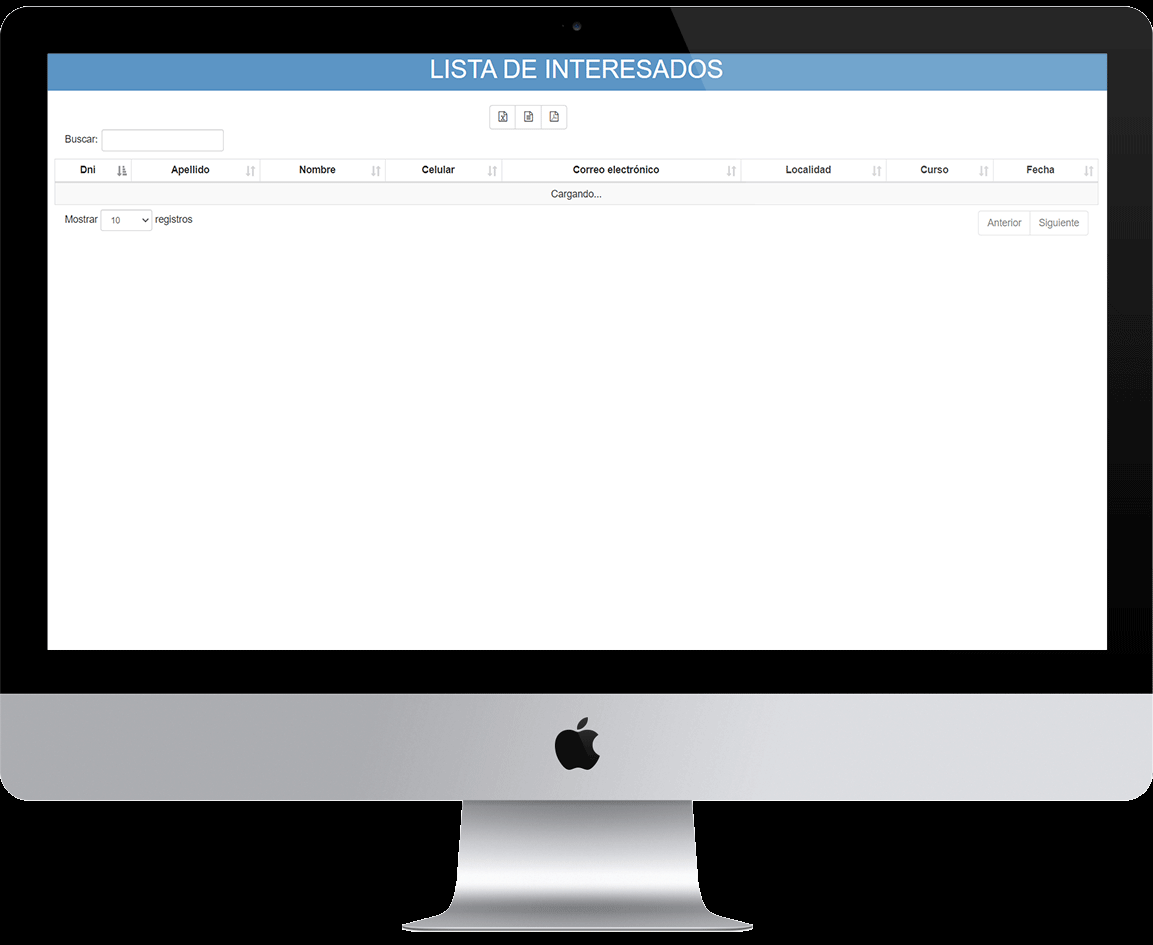 LISTA DE INTERESADOS
Buscar:
Dni Apellido Nombre Celular Correo electrónico Localidad Curso Fecha
Cargando...
Mostrar 10 registros Anterior Siguiente